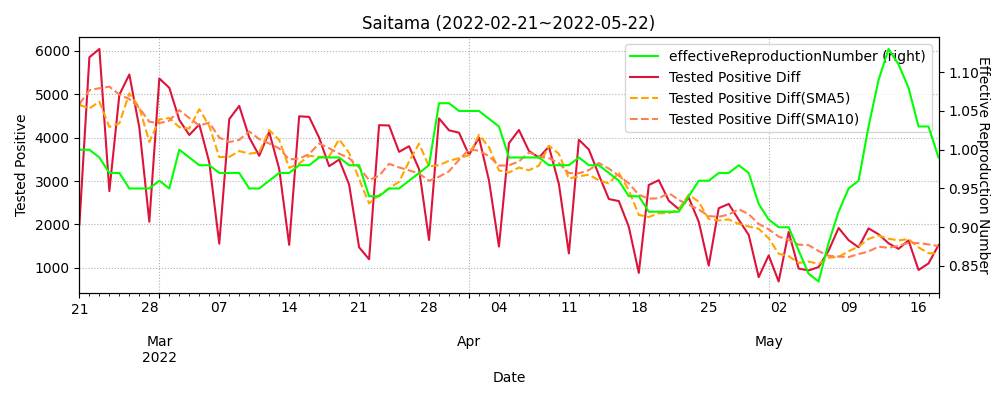 Saitama (2022-02-21~2022-05-22)
effectiveReproductionNumber (right)
Tested Positive Diff
Tested Positive Diff(SMA5)
Tested Positive Diff(SMA10)
Tested Positive
6000
5000
4000
3000
2000
1000
1.10
1.05
1.00
0.95
0.90
0.85
Effective Reproduction Number
21 28 07 14 21 28 04 11 18 25 02 09 16
Mar Apr May
2022
Date